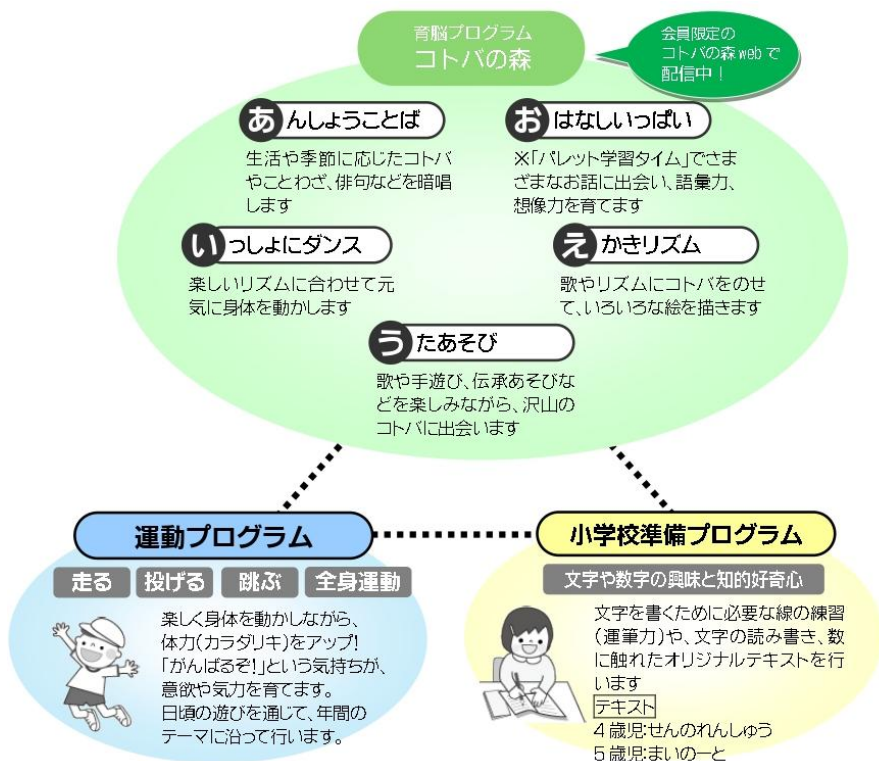 育脳プログラム
コトバの森
会員限定の
コトバの森webで
配信中！
あんしょうことば
生活や季節に応じたコトバ
やことわざ、俳句などを暗唱
します
おはなしいっぱい
※「パレット学習タイム」でさま
ざまなお話に出会い、語彙力、
想像力を育てます
いっしょにダンス
楽しいリズムに合わせて元
気に身体を動かします
えかきリズム
歌やリズムにコトバをのせ
て、いろいろな絵を描きます
うたあそび
歌や手遊び、伝承あそびな
どを楽しみながら、沢山の
コトバに出会います
運動プログラム
走る 投げる 跳ぶ 全身運動
楽しく身体を動かしながら、
体力(カラダリキ)をアップ!
「がんばるぞ!」という気持ちが、
意欲や気力を育てます。
日頃の遊びを通じて、年間の
テーマに沿って行います。
小学校準備プログラム
文字や数字の興味と知的好奇心
文字を書くために必要な線の練習
(運筆力)や、文字の読み書き、数
に触れたオリジナルテキストを行
います
テキスト
4歳児:せんのれんしゅう
5歳児:まいのーと